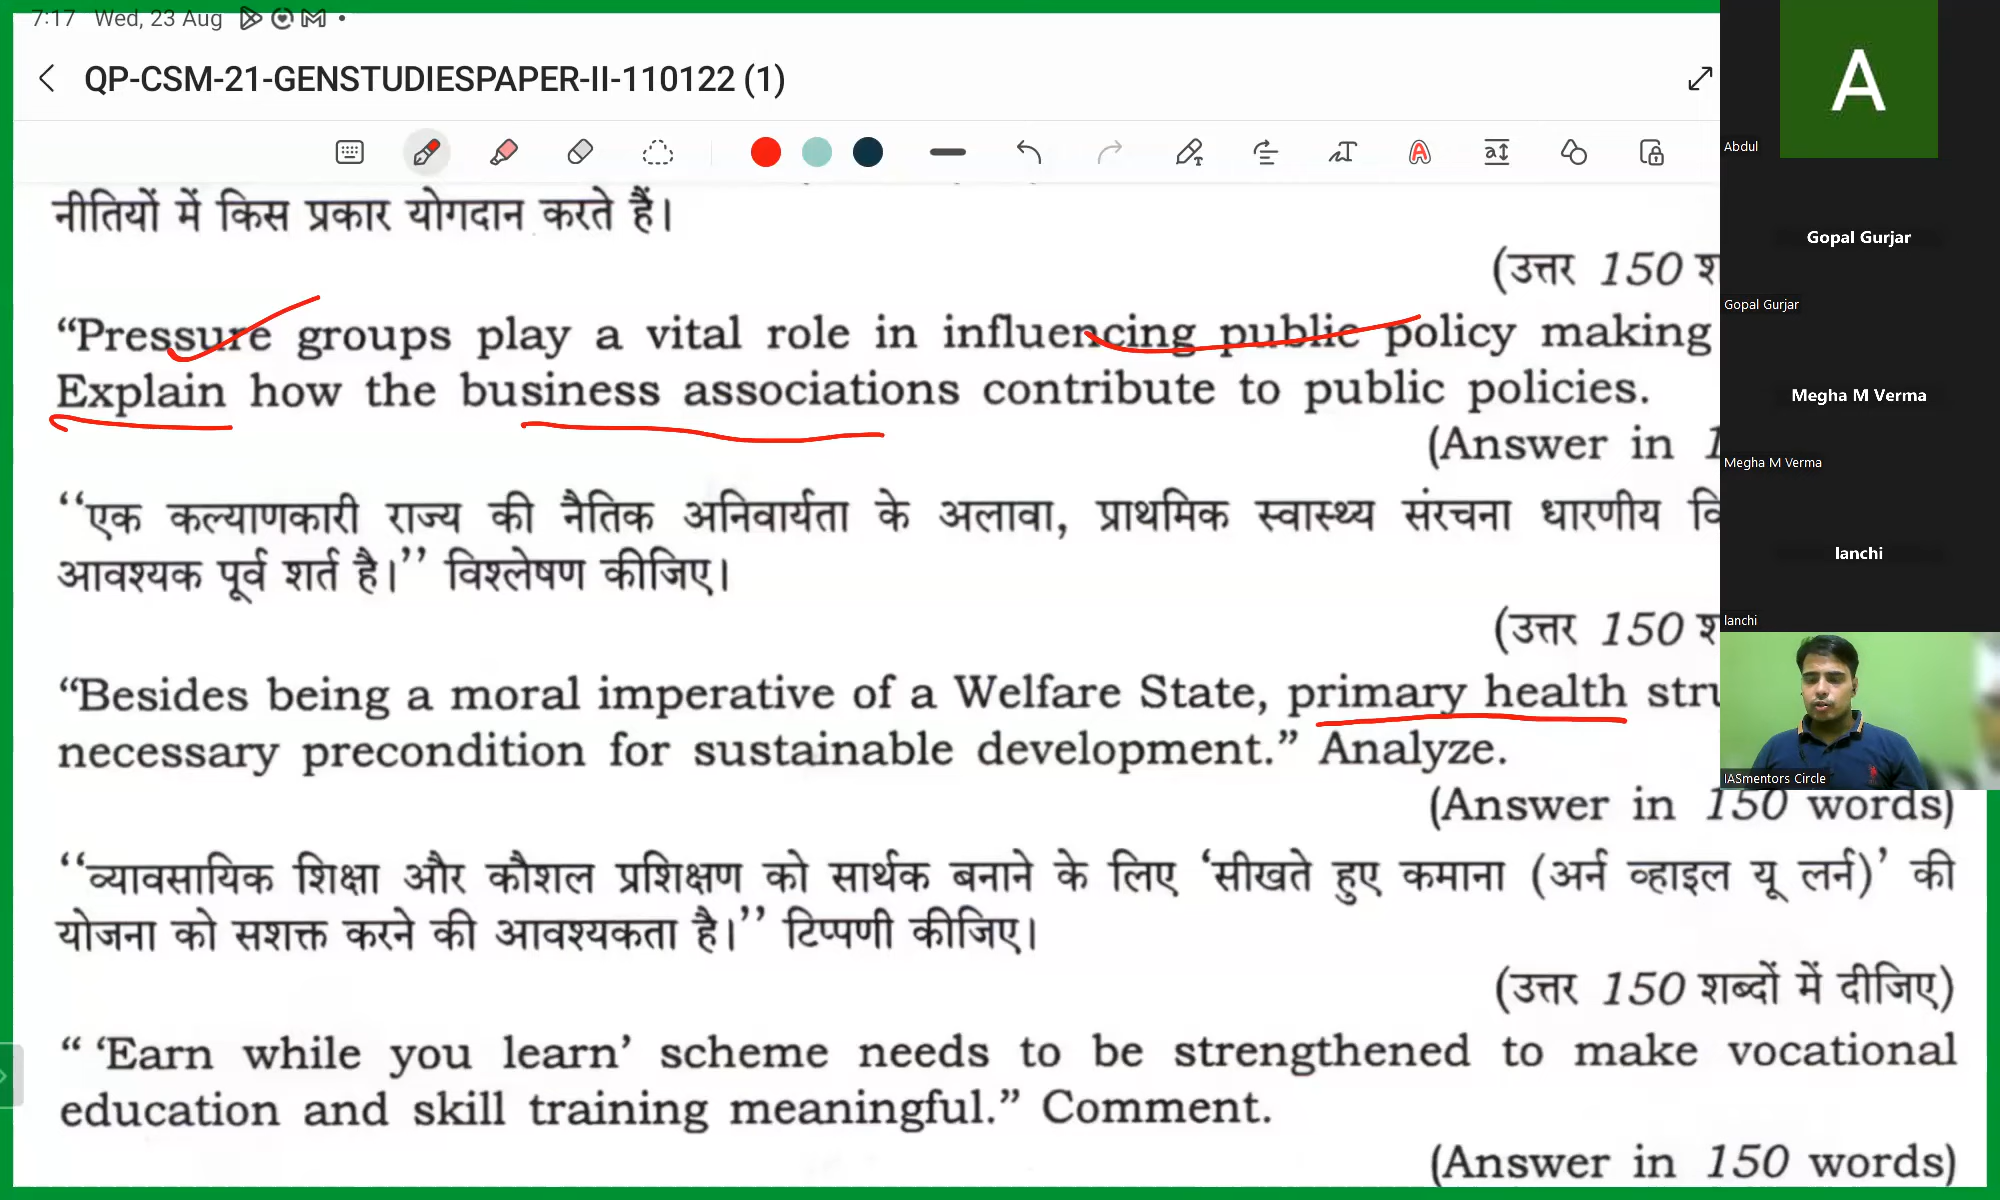 7:17 Wed, 23 Aug
QP-CSM-21-GENSTUDIESPAPER-II-110122 (1)
नीतियों में किस प्रकार योगदान करते हैं।
(उत्तर 150
“Pressure groups play a vital role in influencing public policy making
Explain how the business associations contribute to public policies.
(Answer in
‘‘एक कल्याणकारी राज्य की नैतिक अनिवार्यता के अलावा, प्राथमिक स्वास्थ्य संरचना धारणीय
आवश्यक पूर्व शर्त है।’’ विश्लेषण कीजिए।
(उत्तर 150
“Besides being a moral imperative of a Welfare State, primary health
necessary precondition for sustainable development.” Analyze.
(Answer in 150 words)
‘‘व्यावसायिक शिक्षा और कौशल प्रशिक्षण को सार्थक बनाने के लिए ‘सीखते हुए कमाना (अर्न व्हाइल यू लर्न)’ की
योजना को सशक्त करने की आवश्यकता है।’’ टिप्पणी कीजिए।
(उत्तर 150 शब्दों में दीजिए)
“ ‘Earn while you learn’ scheme needs to be strengthened to make vocational
education and skill training meaningful.” Comment.
(Answer in 150 words)
A
Abdul
Gopal Gurjar
Gopal Gurjar
Megha M Verma
Megha M Verma
lanchi
lanchi
IASmentors Circle